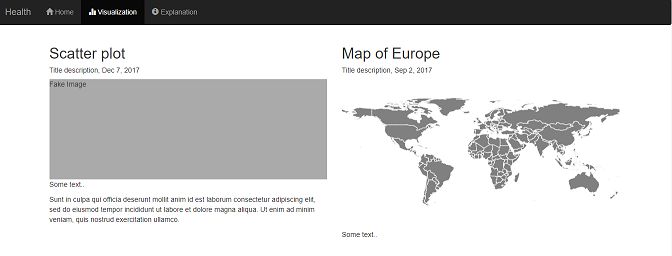 Health Home Visualization Explanation
Scatter plot
Title description, Dec 7, 2017
Fake Image
Some text..
Sunt in culpa qui officia deserunt mollit anim id est laborum consectetur adipiscing elit,
sed do eiusmod tempor incididunt ut labore et dolore magna aliqua. Ut enim ad minim
veniam, quis nostrud exercitation ullamco.
Map of Europe
Title description, Sep 2, 2017
Some text..